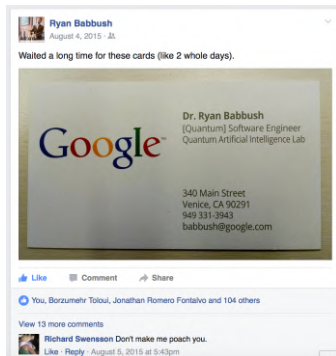 Ryan Babbush
August 4, 2015 ·
Waited a long time for these cards (like 2 whole days).
Google™
Dr. Ryan Babbush
[Quantum] Software Engineer
Quantum Artificial Intelligence Lab
340 Main Street
Venice, CA 90291
949 331-3943
babbush@google.com
Like Comment Share
You, Borzumehr Toloui, Jonathan Romero Fontalvo and 104 others
View 13 more comments
Richard Swensson Don't make me poach you.
Like · Reply · August 5, 2015 at 5:43pm